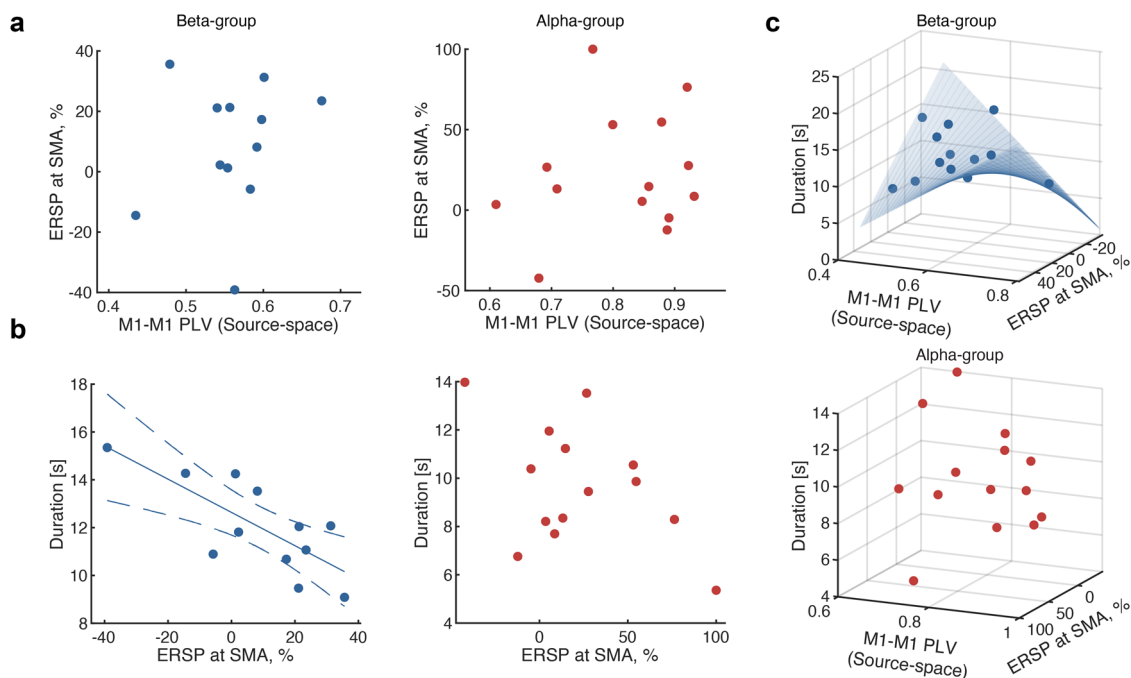 a
Beta-group
40
20
0
-20
-40
ERSP at SMA, %
0.4 0.5 0.6 0.7
M1-M1 PLV (Source-space)
Alpha-group
100
50
0
-50
ERSP at SMA, %
0.6 0.7 0.8 0.9
M1-M1 PLV (Source-space)
b
18
16
14
12
10
8
Duration [s]
-40 -20 0 20 40
ERSP at SMA, %
14
12
10
8
6
4
Duration [s]
0 50 100
ERSP at SMA, %
c
Beta-group
25
20
15
10
5
0
Duration [s]
0.4 0.6 0.8
M1-M1 PLV
(Source-space)
40 20 0 -20
ERSP at SMA, %
Alpha-group
14
12
10
8
6
4
Duration [s]
0.6 0.8 1
M1-M1 PLV
(Source-space)
100 50 0
ERSP at SMA, %